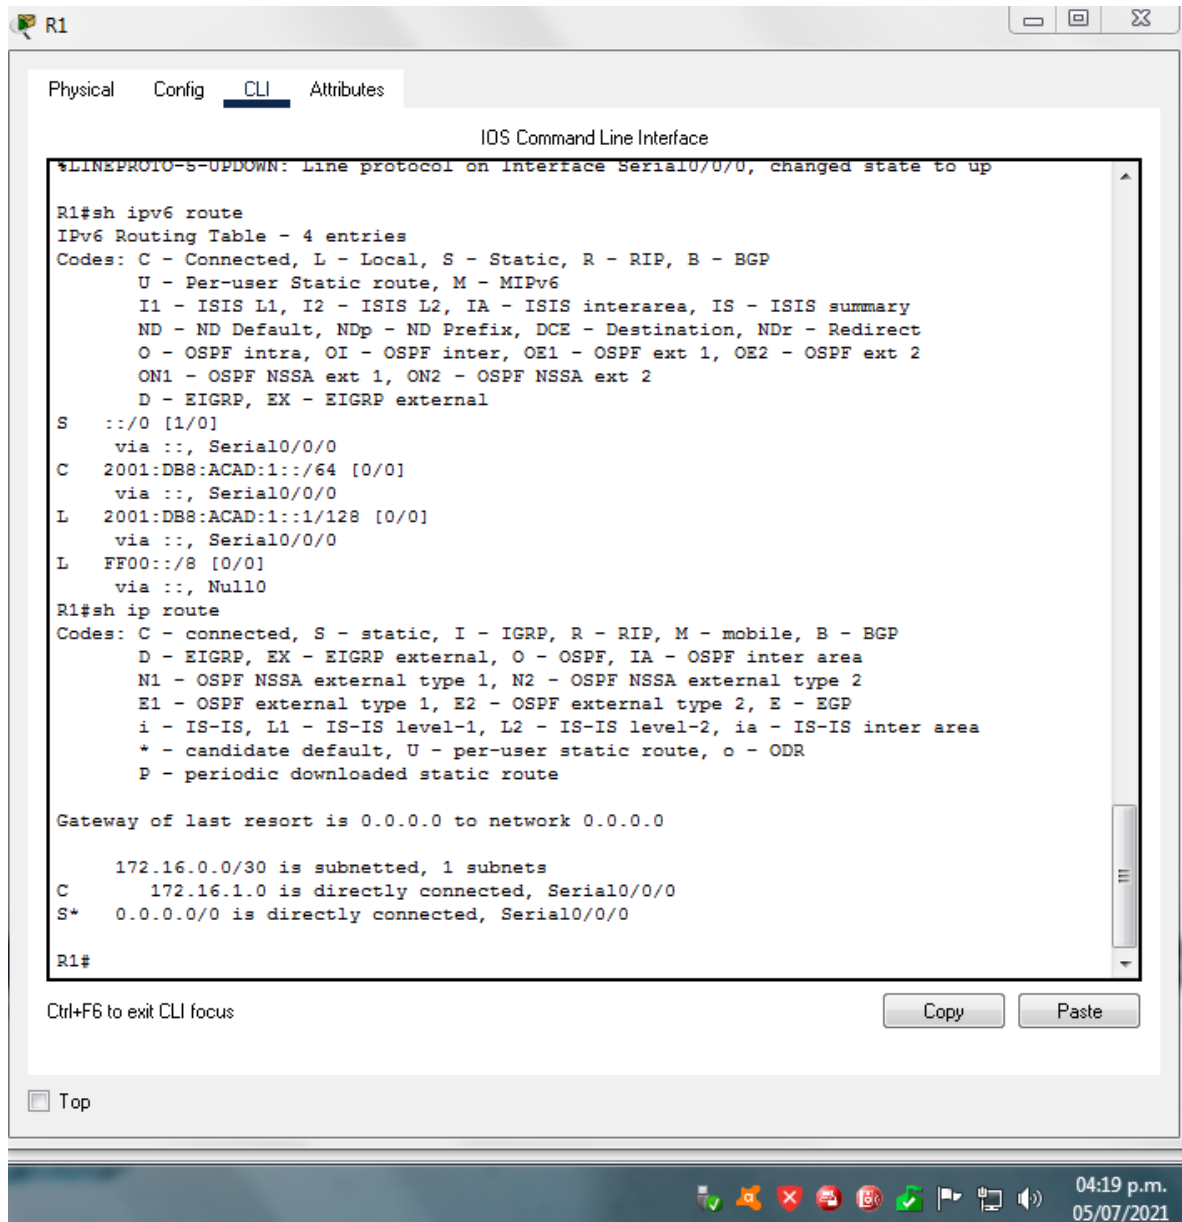 R1
Physical Config CLI Attributes
IOS Command Line Interface
%LINEPROTO-5-UPDOWN: Line protocol on Interface Serial0/0/0, changed state to up
R1#sh ipv6 route
IPv6 Routing Table - 4 entries
Codes: C - Connected, L - Local, S - Static, R - RIP, B - BGP
U - Per-user Static route, M - MIPv6
I1 - ISIS L1, I2 - ISIS L2, IA - ISIS interarea, IS - ISIS summary
ND - ND Default, NDp - ND Prefix, DCE - Destination, NDr - Redirect
O - OSPF intra, OI - OSPF inter, OE1 - OSPF ext 1, OE2 - OSPF ext 2
ON1 - OSPF NSSA ext 1, ON2 - OSPF NSSA ext 2
D - EIGRP, EX - EIGRP external
S ::/0 [1/0]
via ::, Serial0/0/0
C 2001:DB8:ACAD:1::/64 [0/0]
via ::, Serial0/0/0
L 2001:DB8:ACAD:1::1/128 [0/0]
via ::, Serial0/0/0
L FF00::/8 [0/0]
via ::, Null0
R1#sh ip route
Codes: C - connected, S - static, I - IGRP, R - RIP, M - mobile, B - BGP
D - EIGRP, EX - EIGRP external, O - OSPF, IA - OSPF inter area
N1 - OSPF NSSA external type 1, N2 - OSPF NSSA external type 2
E1 - OSPF external type 1, E2 - OSPF external type 2, E - EGP
i - IS-IS, L1 - IS-IS level-1, L2 - IS-IS level-2, ia - IS-IS inter area
* - candidate default, U - per-user static route, o - ODR
P - periodic downloaded static route
Gateway of last resort is 0.0.0.0 to network 0.0.0.0
172.16.0.0/30 is subnetted, 1 subnets
C 172.16.1.0 is directly connected, Serial0/0/0
S* 0.0.0.0/0 is directly connected, Serial0/0/0
R1#
Ctrl+F6 to exit CLI focus
Copy Paste
Top
04:19 p.m.
05/07/2021